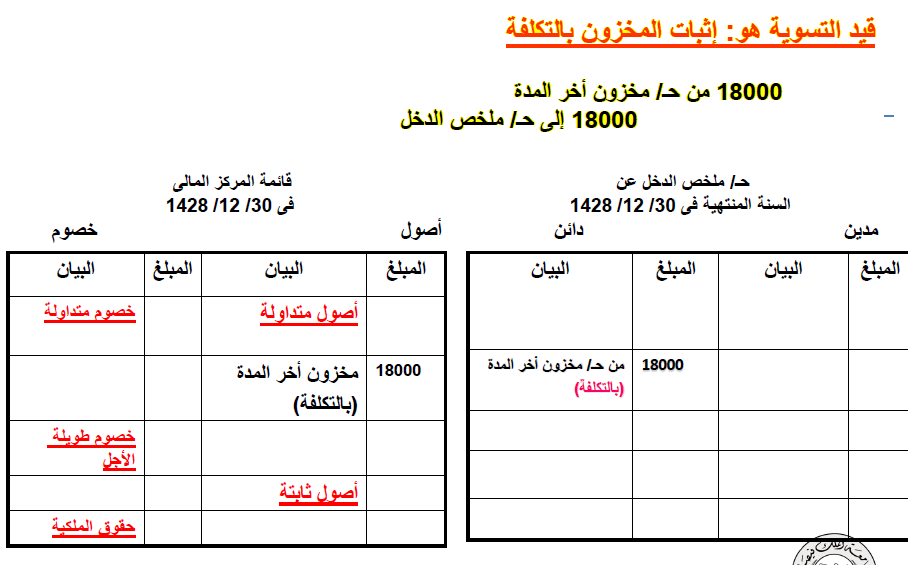 قيد التسوية هو: إثبات المخزون بالتكلفة
18000 من حـ/ مخزون أخر المدة
18000 إلى حـ/ ملخص الدخل
حـ/ ملخص الدخل عن
السنة المنتهية فى 30/ 12/ 1428
مدين دائن
المبلغ البيان المبلغ البيان
18000 من حـ/ مخزون أخر المدة
(بالتكلفة)
قائمة المركز المالى
فى 30/ 12/ 1428
أصول خصوم
المبلغ البيان المبلغ البيان
أصول متداولة خصوم متداولة
18000 مخزون أخر المدة
(بالتكلفة)
خصوم طويلة
الأجل
أصول ثابتة
حقوق الملكية